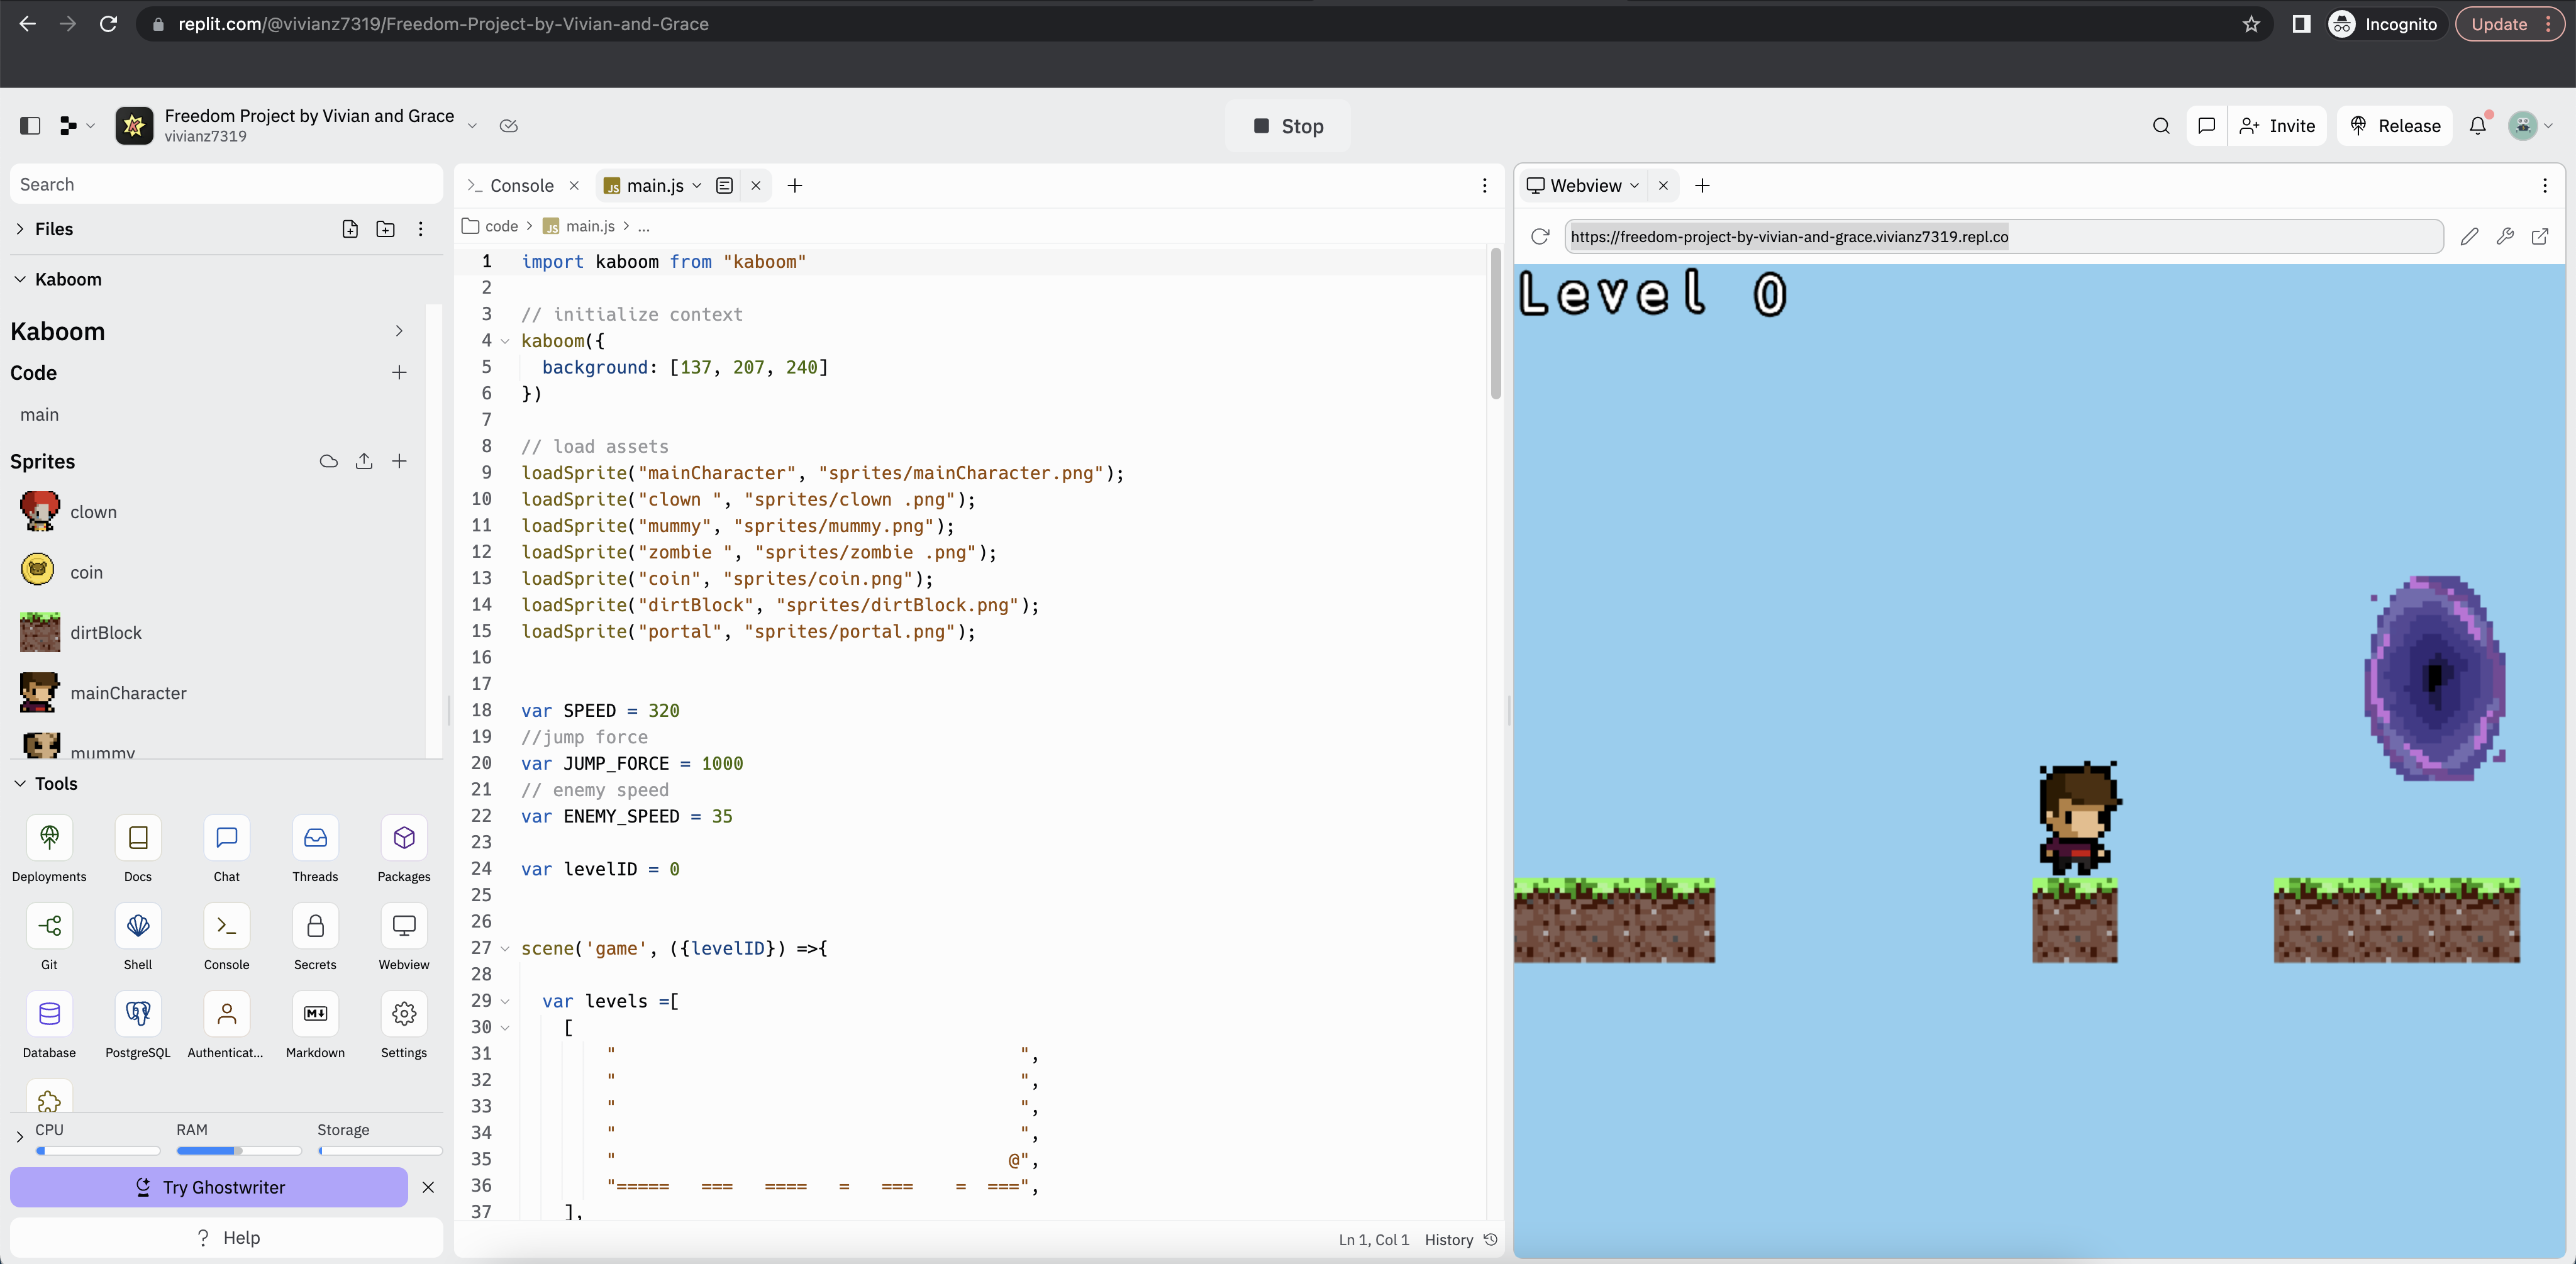 replit.com/@vivianz7319/Freedom-Project-by-Vivian-and-Grace
Incognito
Update
Freedom Project by Vivian and Grace
vivianz7319
Stop
Invite
Release
Search
Files
Kaboom
Kaboom
Code
main
Sprites
clown
coin
dirtBlock
mainCharacter
mummy
Tools
Deployments
Docs
Chat
Threads
Packages
Git
Shell
Console
Secrets
Webview
Database
PostgreSQL
Authenticat...
Markdown
Settings
CPU
RAM
Storage
Try Ghostwriter
? Help
Console
JS main.js
code > JS main.js > ...
1 import kaboom from "kaboom"
2
3 // initialize context
4 kaboom({
5 background: [137, 207, 240]
6 })
7
8 // load assets
9 loadSprite("mainCharacter", "sprites/mainCharacter.png");
10 loadSprite("clown ", "sprites/clown .png");
11 loadSprite("mummy", "sprites/mummy.png");
12 loadSprite("zombie ", "sprites/zombie .png");
13 loadSprite("coin", "sprites/coin.png");
14 loadSprite("dirtBlock", "sprites/dirtBlock.png");
15 loadSprite("portal", "sprites/portal.png");
16
17
18 var SPEED = 320
19 //jump force
20 var JUMP_FORCE = 1000
21 // enemy speed
22 var ENEMY_SPEED = 35
23
24 var levelID = 0
25
26
27 scene('game', ({levelID}) =>{
28
29 var levels =[
30 [
31 "                                      ",
32 "                                      ",
33 "                                      ",
34 "                                      ",
35 "                                     @",
36 "=====   ===   ====   =   ===    =  ===",
37 ],
Ln 1, Col 1 History
Webview
https://freedom-project-by-vivian-and-grace.vivianz7319.repl.co
Level 0